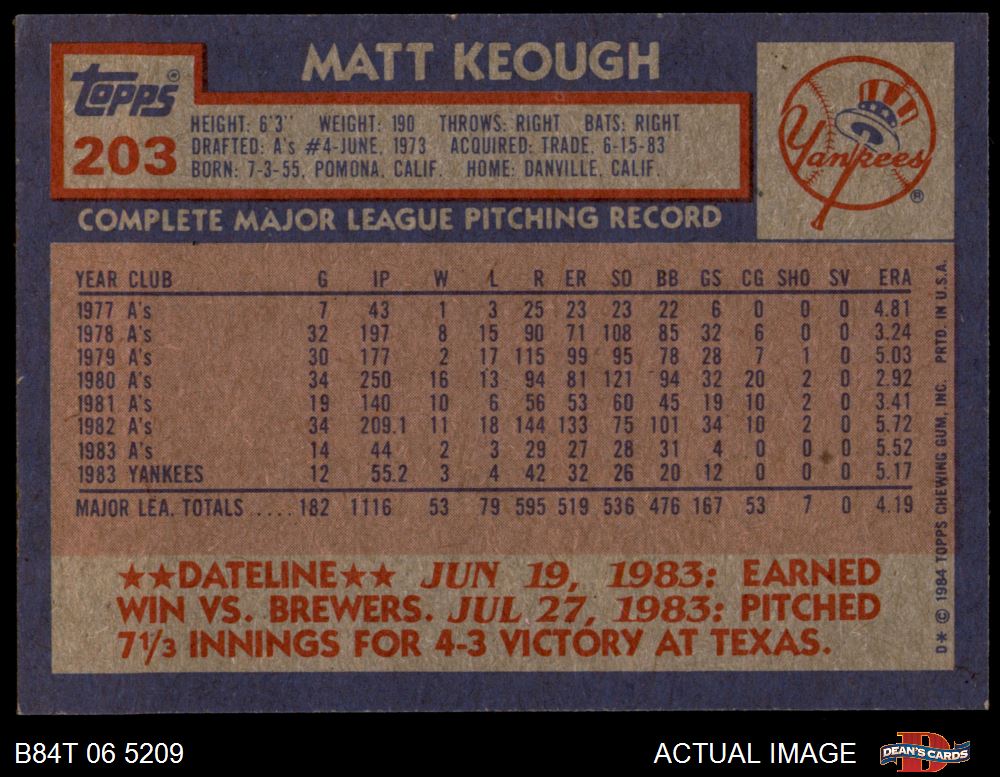 MATT KEOUGH
Topps®
203
HEIGHT: 6'3" WEIGHT: 190 THROWS: RIGHT BATS: RIGHT
DRAFTED: A's #4-JUNE, 1973 ACQUIRED: TRADE, 6-15-83
BORN: 7-3-55, POMONA, CALIF. HOME: DANVILLE, CALIF.
Yankees®
COMPLETE MAJOR LEAGUE PITCHING RECORD
YEAR CLUB G IP W L R ER SO BB GS CG SHO SV ERA
1977 A's 7 43 1 3 25 23 23 22 6 0 0 0 4.81
1978 A's 32 197 8 15 90 71 108 85 32 6 0 0 3.24
1979 A's 30 177 2 17 115 99 95 78 28 7 1 0 5.03
1980 A's 34 250 16 13 94 81 121 94 32 20 2 0 2.92
1981 A's 19 140 10 6 56 53 60 45 19 10 2 0 3.41
1982 A's 34 209.1 11 18 144 133 75 101 34 10 2 0 5.72
1983 A's 14 44 2 3 29 27 28 31 4 0 0 0 5.52
1983 YANKEES 12 55.2 3 4 42 32 26 20 12 0 0 0 5.17
MAJOR LEA. TOTALS ....182 1116 53 79 595 519 536 476 167 53 7 0 4.19
★★DATELINE★★ JUN 19, 1983: EARNED
WIN VS. BREWERS. JUL 27, 1983: PITCHED
7 1/3 INNINGS FOR 4-3 VICTORY AT TEXAS.
D* © 1984 TOPPS CHEWING GUM, INC. PRTD. IN U.S.A.
B84T 06 5209
ACTUAL IMAGE
DEAN'S CARDS